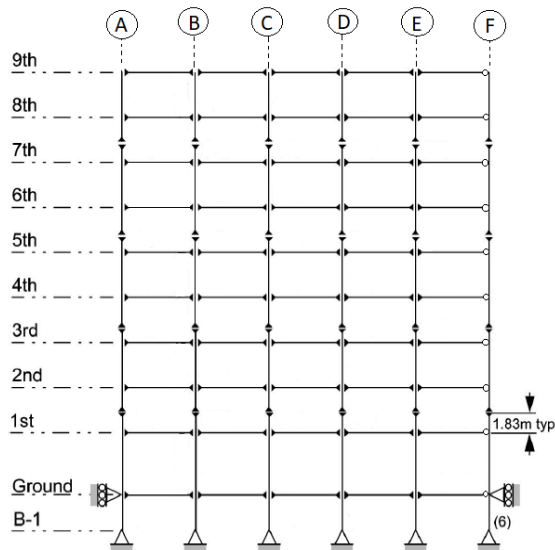 A B C D E F
9th
8th
7th
6th
5th
4th
3rd
2nd
1st
1.83m typ
Ground
B-1
(6)